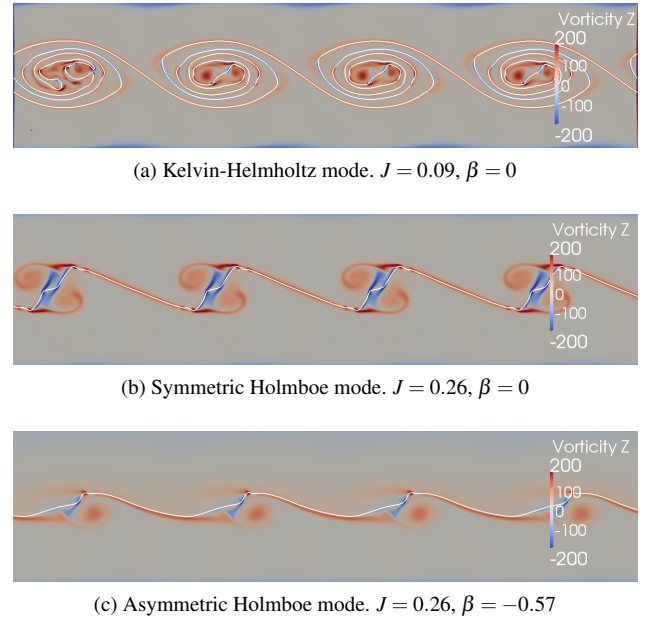 Vorticity Z
200
100
0
-100
-200
(a) Kelvin-Helmholtz mode. J = 0.09, β = 0
Vorticity Z
200
100
0
-100
-200
(b) Symmetric Holmboe mode. J = 0.26, β = 0
Vorticity Z
200
100
0
-100
-200
(c) Asymmetric Holmboe mode. J = 0.26, β = −0.57